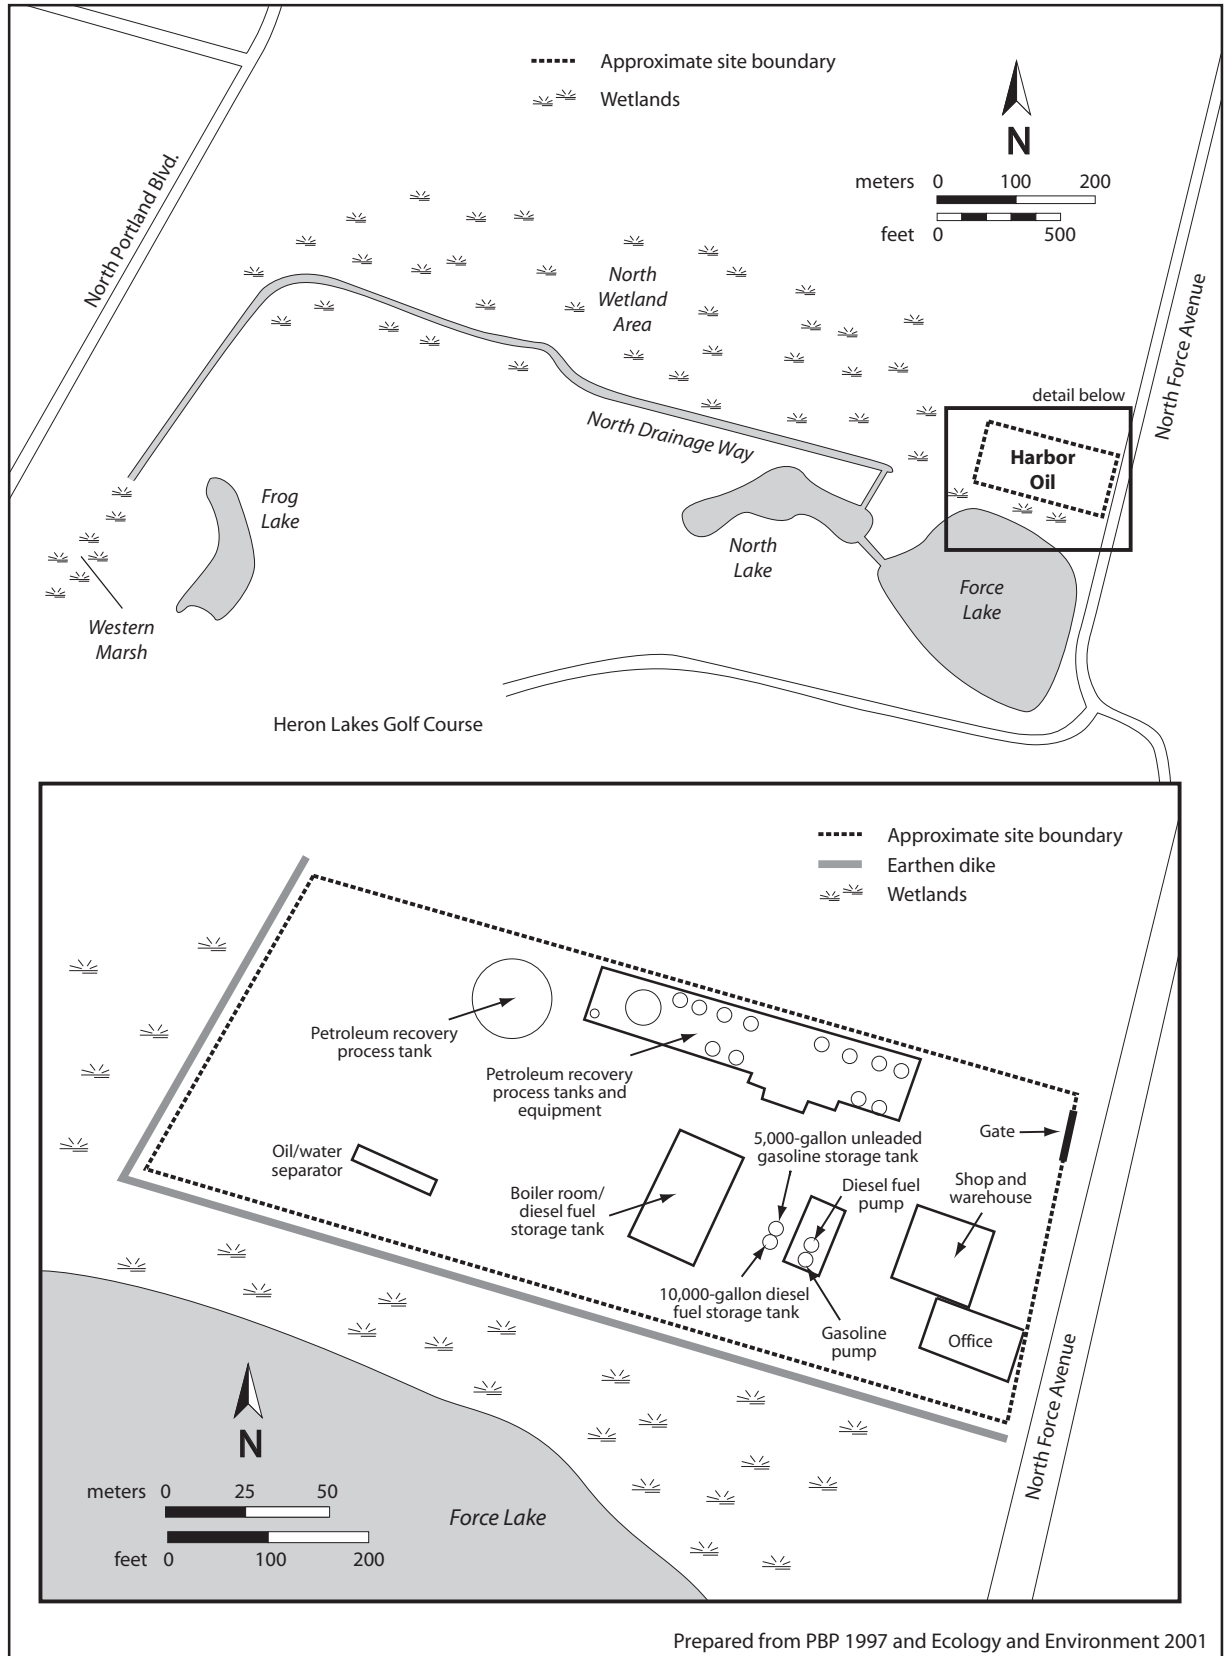 Approximate site boundary
Wetlands
N
meters 0 100 200
feet 0 500
North Portland Blvd.
North Force Avenue
North
Wetland
Area
detail below
North Drainage Way
Harbor
Oil
Frog
Lake
North
Lake
Force
Lake
Western
Marsh
Heron Lakes Golf Course
Approximate site boundary
Earthen dike
Wetlands
Petroleum recovery
process tank
Petroleum recovery
process tanks and
equipment
Gate
5,000-gallon unleaded
gasoline storage tank
Oil/water
separator
Boiler room/
diesel fuel
storage tank
Diesel fuel
pump
Shop and
warehouse
10,000-gallon diesel
fuel storage tank
Gasoline
pump
Office
North Force Avenue
N
meters 0 25 50
feet 0 100 200
Force Lake
Prepared from PBP 1997 and Ecology and Environment 2001